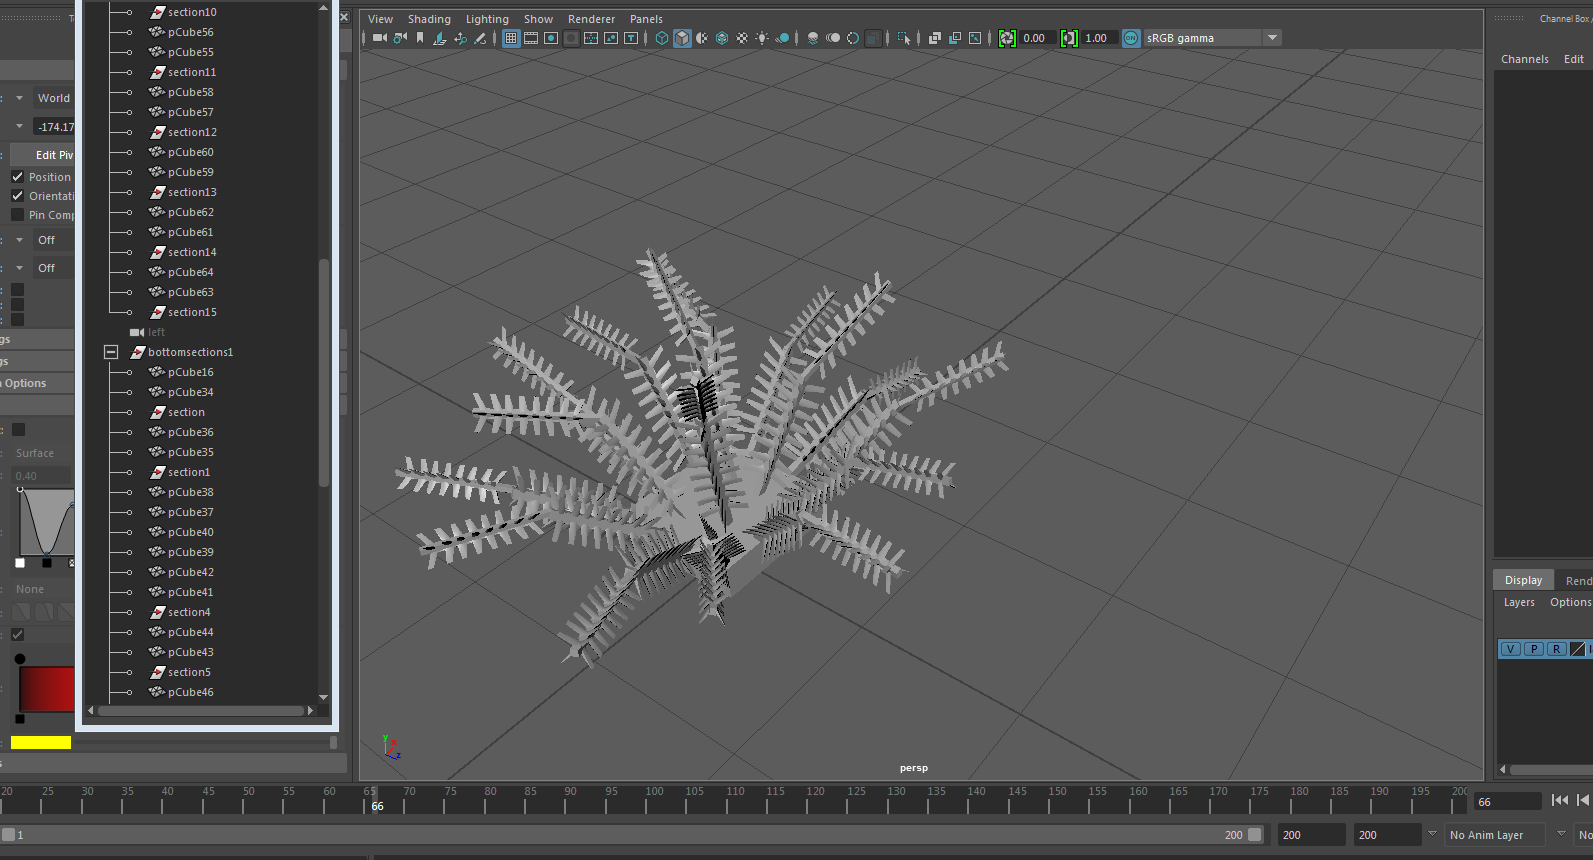 View Shading Lighting Show Renderer Panels
Channel Box
0.00 1.00 ON sRGB gamma
Channels Edit
World
-174.17
Edit Piv
Position
Orientati
Pin Comp
Off
Off
gs
gs
Options
Surface
0.40
None
section10
pCube56
pCube55
section11
pCube58
pCube57
section12
pCube60
pCube59
section13
pCube62
pCube61
section14
pCube64
pCube63
section15
left
bottomsections1
pCube16
pCube34
section
pCube36
pCube35
section1
pCube38
pCube37
pCube40
pCube39
pCube42
pCube41
section4
pCube44
pCube43
section5
pCube46
y
x
z
persp
Display Rend
Layers Options
V P R
20 25 30 35 40 45 50 55 60 65 70 75 80 85 90 95 100 105 110 115 120 125 130 135 140 145 150 155 160 165 170 175 180 185 190 195 200
66
66
1 200 200 200 No Anim Layer No